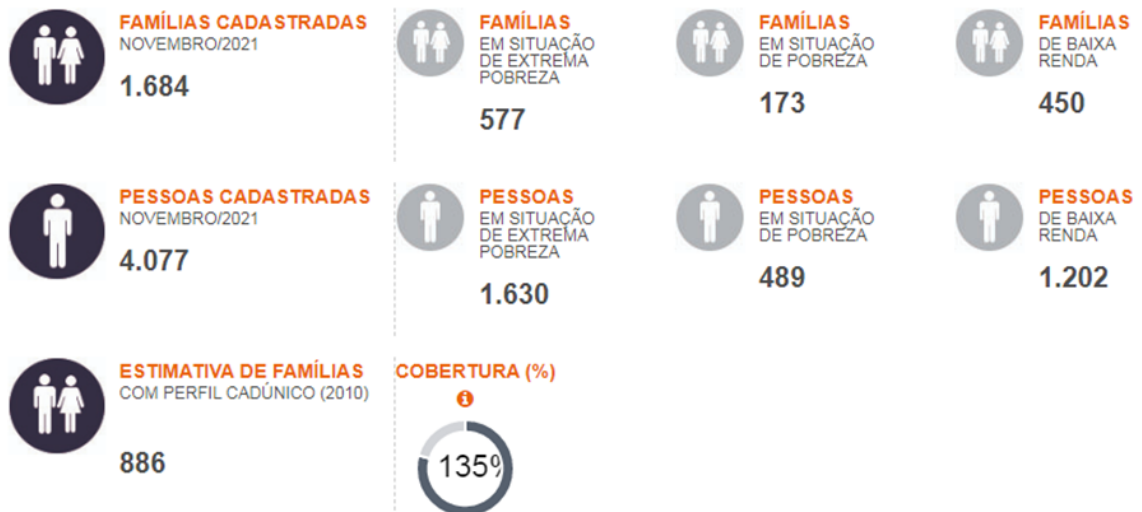 FAMÍLIAS CADASTRADAS
NOVEMBRO/2021
1.684
FAMÍLIAS
EM SITUAÇÃO
DE EXTREMA
POBREZA
577
FAMÍLIAS
EM SITUAÇÃO
DE POBREZA
173
FAMÍLIAS
DE BAIXA
RENDA
450
PESSOAS CADASTRADAS
NOVEMBRO/2021
4.077
PESSOAS
EM SITUAÇÃO
DE EXTREMA
POBREZA
1.630
PESSOAS
EM SITUAÇÃO
DE POBREZA
489
PESSOAS
DE BAIXA
RENDA
1.202
ESTIMATIVA DE FAMÍLIAS
COM PERFIL CADÚNICO (2010)
886
COBERTURA (%)
135%